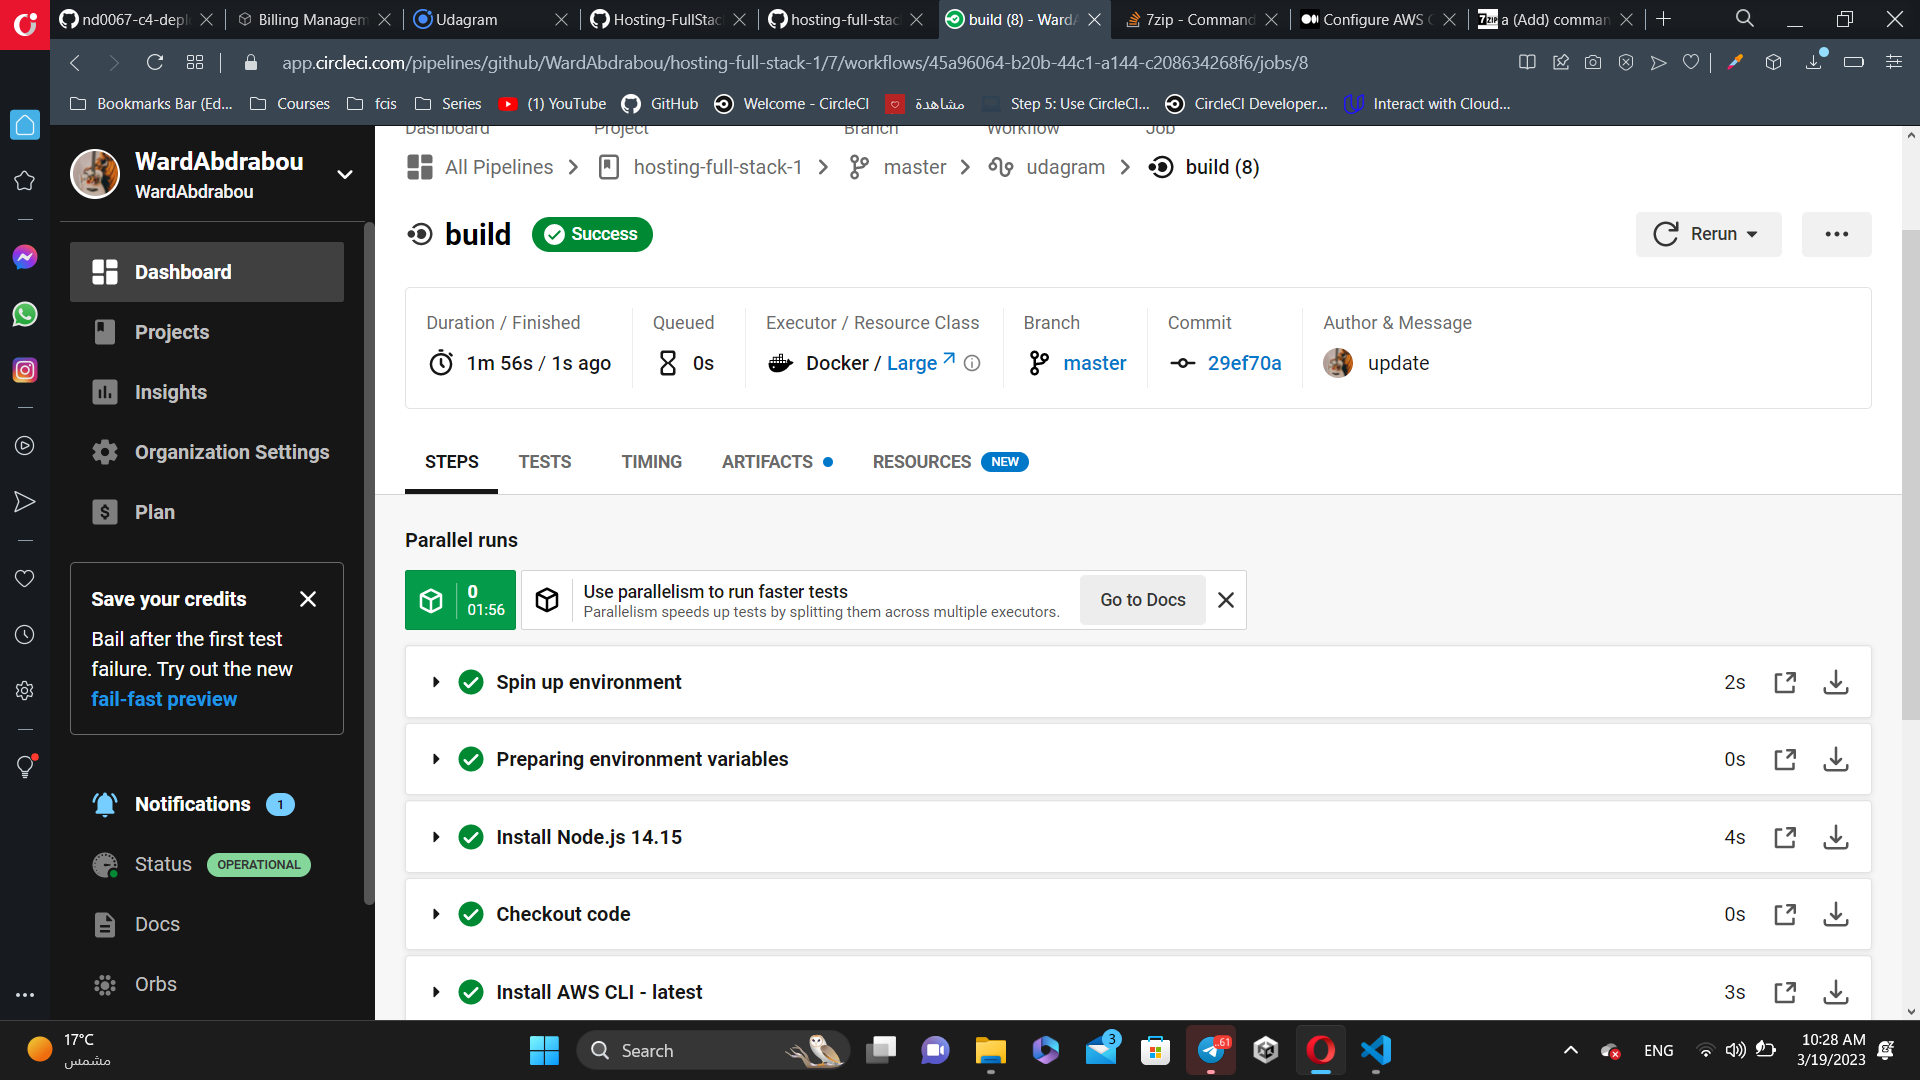 nd0067-c4-depl
Billing Managem
Udagram
Hosting-FullStac
hosting-full-stac
build (8) - WardA
7zip - Command
Configure AWS C
7ZIP a (Add) comman
app.circleci.com/pipelines/github/WardAbdrabou/hosting-full-stack-1/7/workflows/45a96064-b20b-44c1-a144-c208634268f6/jobs/8
Bookmarks Bar (Ed...
Courses
fcis
Series
(1) YouTube
GitHub
Welcome - CircleCI
مشاهدة
Step 5: Use CircleCI...
CircleCI Developer...
Interact with Cloud...
WardAbdrabou
WardAbdrabou
Dashboard
Projects
Insights
Organization Settings
Plan
Save your credits
Bail after the first test
failure. Try out the new
fail-fast preview
Notifications 1
Status OPERATIONAL
Docs
Orbs
Dashboard Project Branch Workflow Job
All Pipelines hosting-full-stack-1 master udagram build (8)
build Success
Rerun
Duration / Finished
1m 56s / 1s ago
Queued
0s
Executor / Resource Class
Docker / Large
Branch
master
Commit
29ef70a
Author & Message
update
STEPS TESTS TIMING ARTIFACTS RESOURCES NEW
Parallel runs
0
01:56
Use parallelism to run faster tests
Parallelism speeds up tests by splitting them across multiple executors.
Go to Docs
Spin up environment 2s
Preparing environment variables 0s
Install Node.js 14.15 4s
Checkout code 0s
Install AWS CLI - latest 3s
17°C
مشمس
Search
3
61
ENG
10:28 AM
3/19/2023